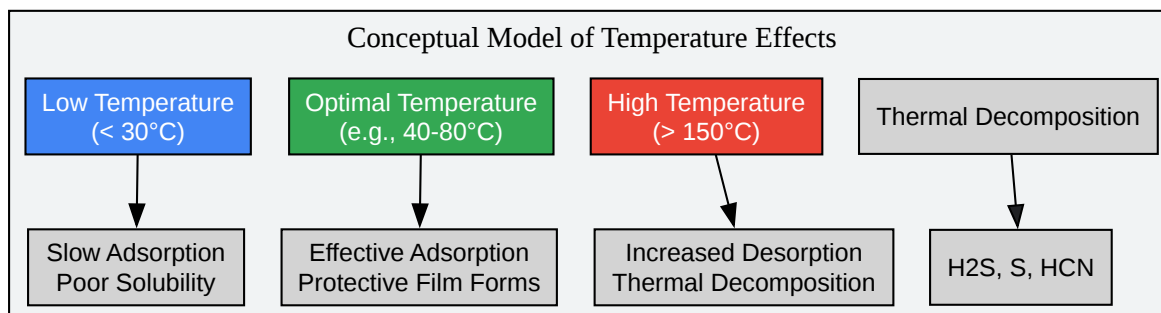 Conceptual Model of Temperature Effects
Low Temperature
(< 30°C)
Optimal Temperature
(e.g., 40-80°C)
High Temperature
(> 150°C)
Thermal Decomposition
Slow Adsorption
Poor Solubility
Effective Adsorption
Protective Film Forms
Increased Desorption
Thermal Decomposition
H2S, S, HCN